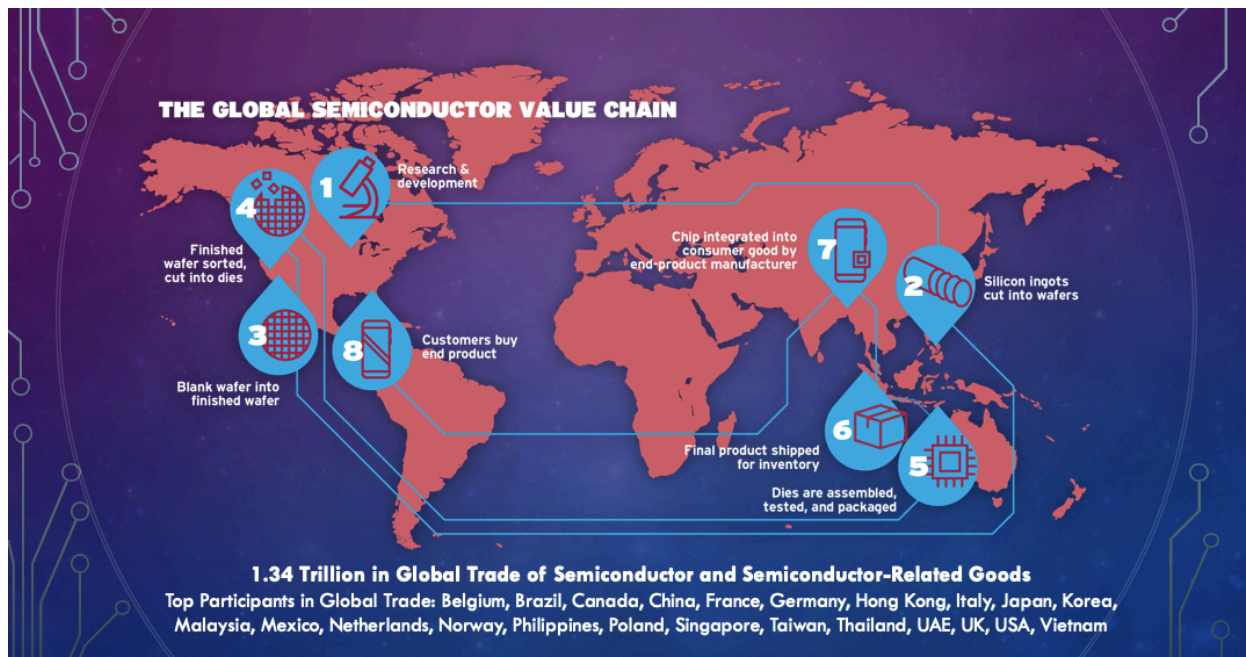 THE GLOBAL SEMICONDUCTOR VALUE CHAIN
1
Research &
development
4
Finished
wafer sorted,
cut into dies
3
Blank wafer into
finished wafer
8
Customers buy
end product
7
Chip integrated into
consumer good by
end-product manufacturer
2
Silicon ingots
cut into wafers
6
Final product shipped
for inventory
5
Dies are assembled,
tested, and packaged
1.34 Trillion in Global Trade of Semiconductor and Semiconductor-Related Goods
Top Participants in Global Trade: Belgium, Brazil, Canada, China, France, Germany, Hong Kong, Italy, Japan, Korea,
Malaysia, Mexico, Netherlands, Norway, Philippines, Poland, Singapore, Taiwan, Thailand, UAE, UK, USA, Vietnam